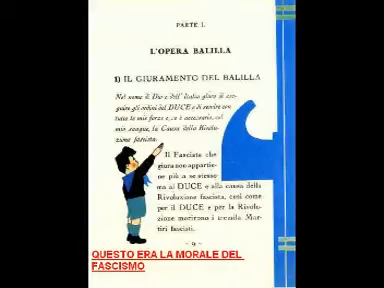 PARTE I.
L'OPERA BALILLA
1) IL GIURAMENTO DEL BALILLA
Nel nome di Dio e dell'Italia giuro di ese-
guire gli ordini del DUCE e di servire con
tutte le mie forze e, se è necessario, col
mio sangue, la Causa della Rivolu-
zione fascista.
Il Fascista che
giura non appartie-
ne più a se stesso
ma al DUCE e alla causa della
Rivoluzione fascista, così come
per il DUCE e per la Rivolu-
zione morirono i tremila Mar-
tiri fascisti.
QUESTO ERA LA MORALE DEL
FASCISMO